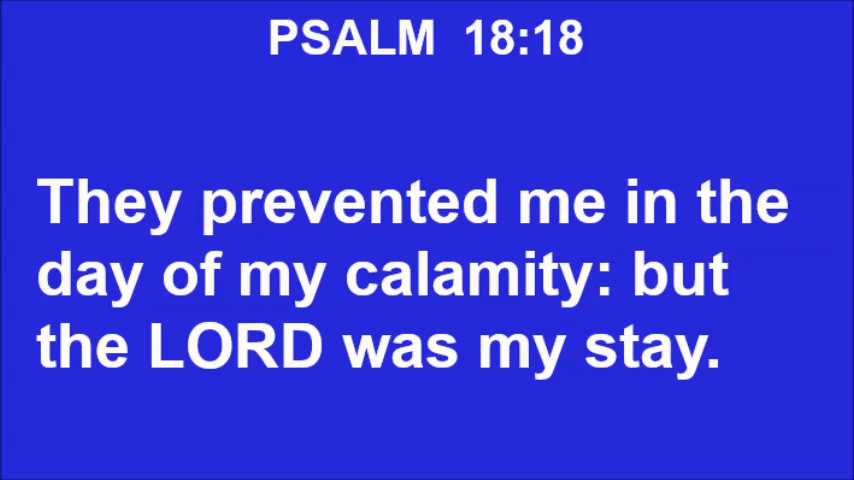 PSALM 18:18
They prevented me in the
day of my calamity: but
the LORD was my stay.